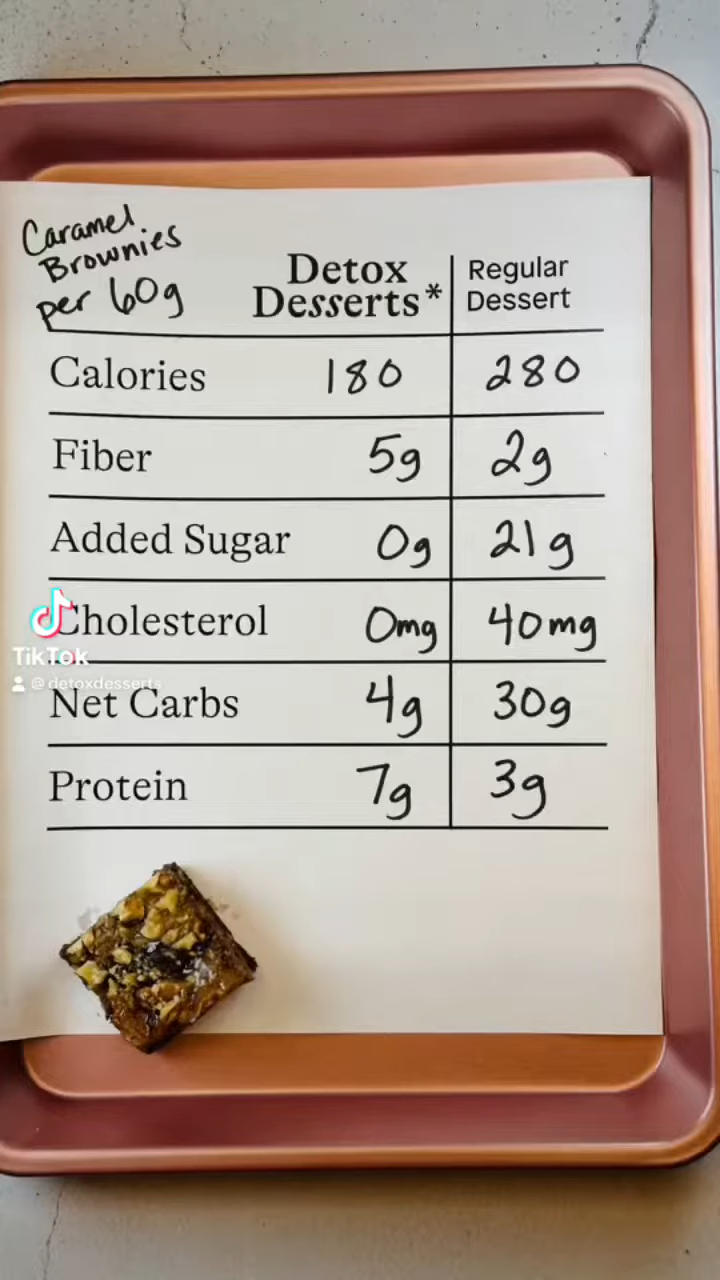 Caramel
Brownies
per 60g
Detox
Desserts*
Regular
Dessert
Calories 180 280
Fiber 5g 2g
Added Sugar 0g 21g
Cholesterol 0mg 40mg
TikTok
@detoxdesserts
Net Carbs 4g 30g
Protein 7g 3g